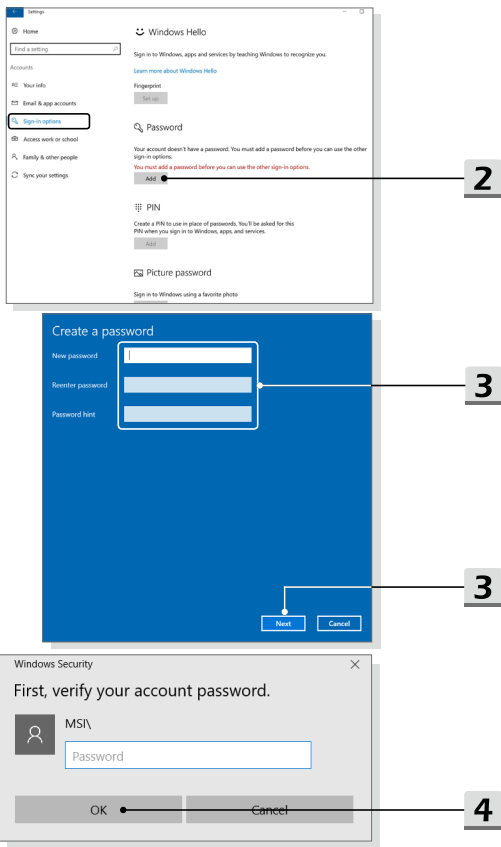 Settings
Home
Find a setting
Accounts
Your info
Email & app accounts
Sign-in options
Access work or school
Family & other people
Sync your settings
Windows Hello
Sign in to Windows, apps and services by teaching Windows to recognize you.
Learn more about Windows Hello
Fingerprint
Set up
Password
Your account doesn't have a password. You must add a password before you can use the other
sign-in options.
You must add a password before you can use the other sign-in options.
Add
2
PIN
Create a PIN to use in place of passwords. You'll be asked for this
PIN when you sign in to Windows, apps, and services.
Add
Picture password
Sign in to Windows using a favorite photo
Create a password
New password
Reenter password
Password hint
3
3
Next
Cancel
Windows Security
First, verify your account password.
MSI\
Password
OK
Cancel
4